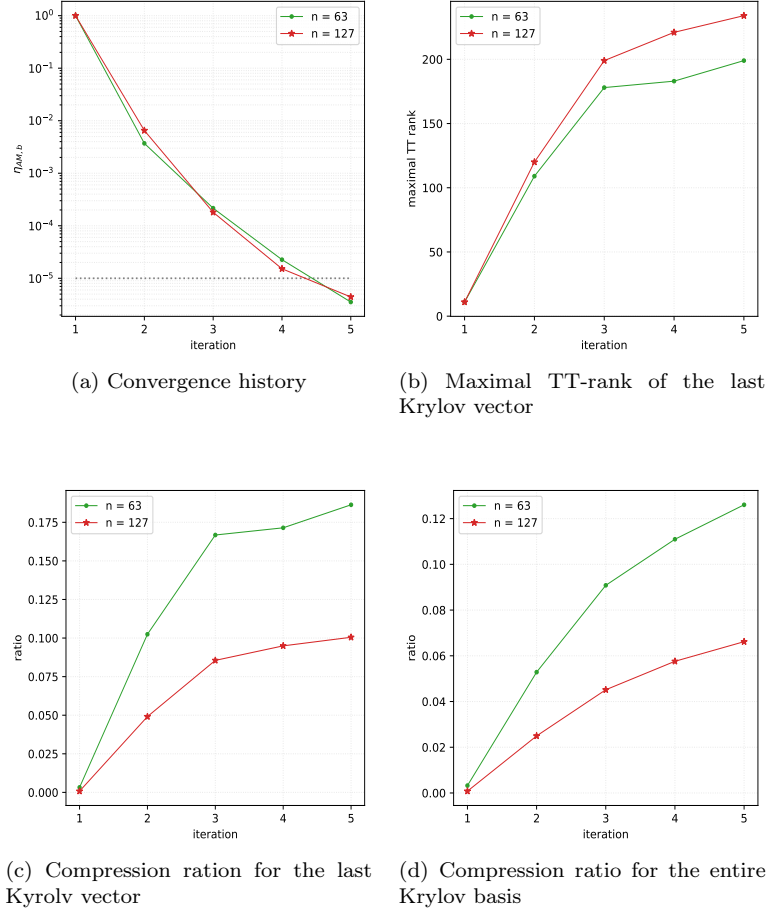 10^0
10^−1
10^−2
10^−3
10^−4
10^−5
η_AM,b
n = 63
n = 127
1 2 3 4 5
iteration
(a) Convergence history
200
150
100
50
0
maximal TT rank
n = 63
n = 127
1 2 3 4 5
iteration
(b) Maximal TT-rank of the last
Krylov vector
0.175
0.150
0.125
0.100
0.075
0.050
0.025
0.000
ratio
n = 63
n = 127
1 2 3 4 5
iteration
(c) Compression ration for the last
Kyrolv vector
0.12
0.10
0.08
0.06
0.04
0.02
0.00
ratio
n = 63
n = 127
1 2 3 4 5
iteration
(d) Compression ratio for the entire
Krylov basis